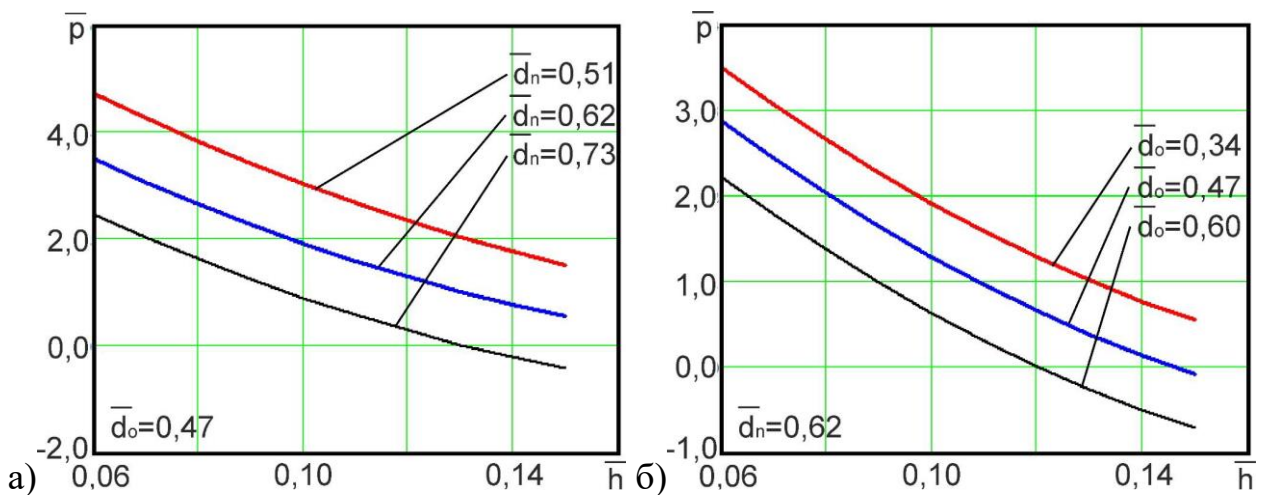 p̅
4,0
2,0
0,0
-2,0
d̅п=0,51
d̅п=0,62
d̅п=0,73
d̅о=0,47
0,06 0,10 0,14 h̅
а)
p̅
3,0
2,0
1,0
0,0
-1,0
d̅о=0,34
d̅о=0,47
d̅о=0,60
d̅п=0,62
0,06 0,10 0,14 h̅
б)